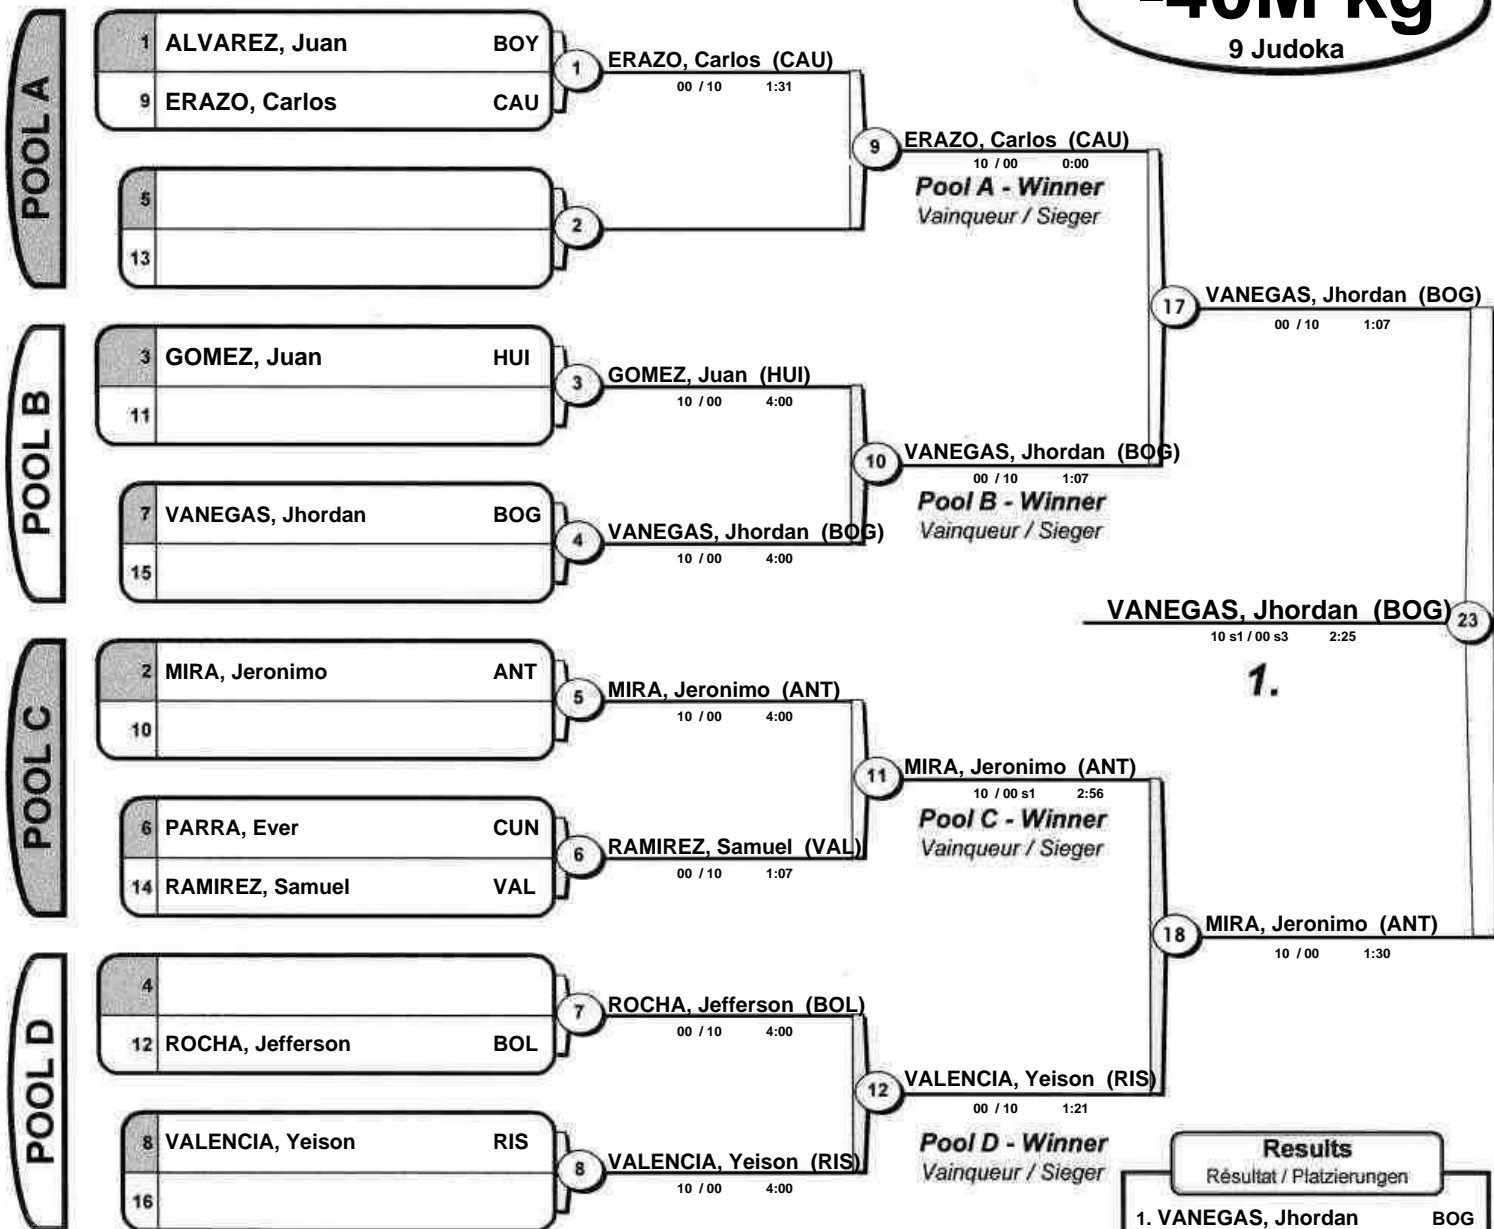 -40M kg
9 Judoka
POOL A
1 ALVAREZ, Juan BOY
9 ERAZO, Carlos CAU
5
13
1
ERAZO, Carlos (CAU)
00 / 10 1:31
2
9
ERAZO, Carlos (CAU)
10 / 00 0:00
Pool A - Winner
Vainqueur / Sieger
17
VANEGAS, Jhordan (BOG)
00 / 10 1:07
POOL B
3 GOMEZ, Juan HUI
11
7 VANEGAS, Jhordan BOG
15
3
GOMEZ, Juan (HUI)
10 / 00 4:00
4
VANEGAS, Jhordan (BOG)
10 / 00 4:00
10
VANEGAS, Jhordan (BOG)
00 / 10 1:07
Pool B - Winner
Vainqueur / Sieger
VANEGAS, Jhordan (BOG)
23
10 s1 / 00 s3 2:25
1.
POOL C
2 MIRA, Jeronimo ANT
10
6 PARRA, Ever CUN
14 RAMIREZ, Samuel VAL
5
MIRA, Jeronimo (ANT)
10 / 00 4:00
6
RAMIREZ, Samuel (VAL)
00 / 10 1:07
11
MIRA, Jeronimo (ANT)
10 / 00 s1 2:56
Pool C - Winner
Vainqueur / Sieger
18
MIRA, Jeronimo (ANT)
10 / 00 1:30
POOL D
4
12 ROCHA, Jefferson BOL
8 VALENCIA, Yeison RIS
16
7
ROCHA, Jefferson (BOL)
00 / 10 4:00
8
VALENCIA, Yeison (RIS)
10 / 00 4:00
12
VALENCIA, Yeison (RIS)
00 / 10 1:21
Pool D - Winner
Vainqueur / Sieger
Results
Résultat / Platzierungen
1. VANEGAS, Jhordan BOG